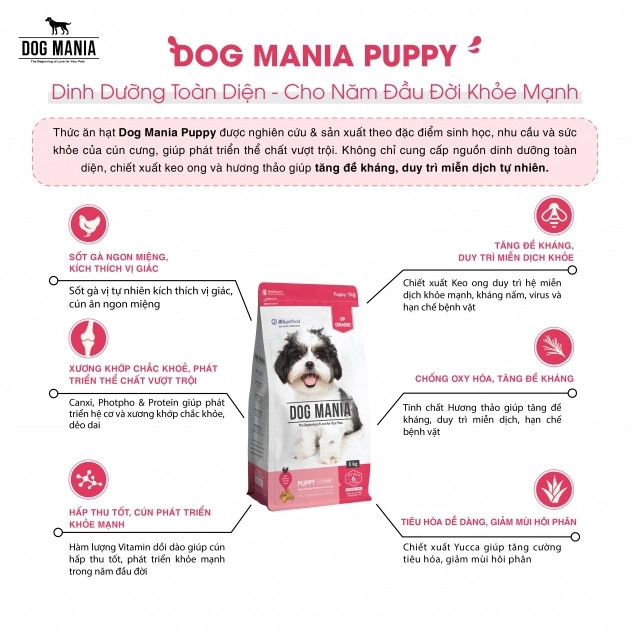 DOG MANIA
The Beginning of Love for Your Pets
DOG MANIA PUPPY
Dinh Dưỡng Toàn Diện - Cho Năm Đầu Đời Khỏe Mạnh
Thức ăn hạt Dog Mania Puppy được nghiên cứu & sản xuất theo đặc điểm sinh học, nhu cầu và sức
khỏe của cún cưng, giúp phát triển thể chất vượt trội. Không chỉ cung cấp nguồn dinh dưỡng toàn
diện, chiết xuất keo ong và hương thảo giúp tăng đề kháng, duy trì miễn dịch tự nhiên.
SỐT GÀ NGON MIỆNG,
KÍCH THÍCH VỊ GIÁC
Sốt gà vị tự nhiên kích thích vị giác,
cún ăn ngon miệng
XƯƠNG KHỚP CHẮC KHOẺ, PHÁT
TRIỂN THỂ CHẤT VƯỢT TRỘI
Canxi, Photpho & Protein giúp phát
triển hệ cơ và xương khớp chắc khỏe,
dẻo dai
HẤP THU TỐT, CÚN PHÁT TRIỂN
KHỎE MẠNH
Hàm lượng Vitamin dồi dào giúp cún
hấp thu tốt, phát triển khỏe mạnh
trong năm đầu đời
Puppy 1kg
UP
GRADE!
DOG MANIA
The Beginning of Love for Your Pets
1 kg
PUPPY
6
TĂNG ĐỀ KHÁNG,
DUY TRÌ MIỄN DỊCH KHỎE
Chiết xuất Keo ong duy trì hệ miễn
dịch khỏe mạnh, kháng nấm, virus và
hạn chế bệnh vặt
CHỐNG OXY HÓA, TĂNG ĐỀ KHÁNG
Tinh chất Hương thảo giúp tăng đề
kháng, duy trì miễn dịch, hạn chế
bệnh vặt
TIÊU HÓA DỄ DÀNG, GIẢM MÙI HÔI PHÂN
Chiết xuất Yucca giúp tăng cường
tiêu hóa, giảm mùi hôi phân